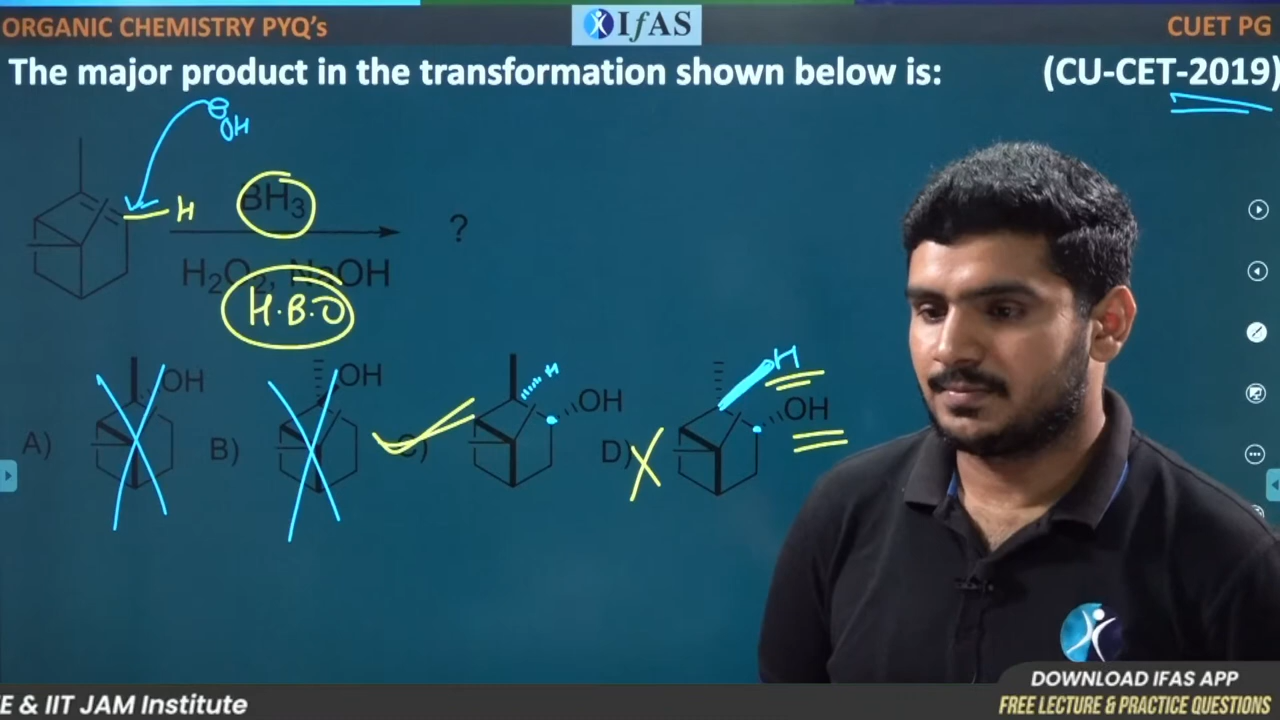 ORGANIC CHEMISTRY PYQ's
IfAS
CUET PG
The major product in the transformation shown below is: (CU-CET-2019)
OH
H
BH3
?
H2O2, NaOH
H.B.O
A) OH
B) OH
C) H OH
D) H OH
E & IIT JAM Institute
DOWNLOAD IFAS APP
FREE LECTURE & PRACTICE QUESTIONS